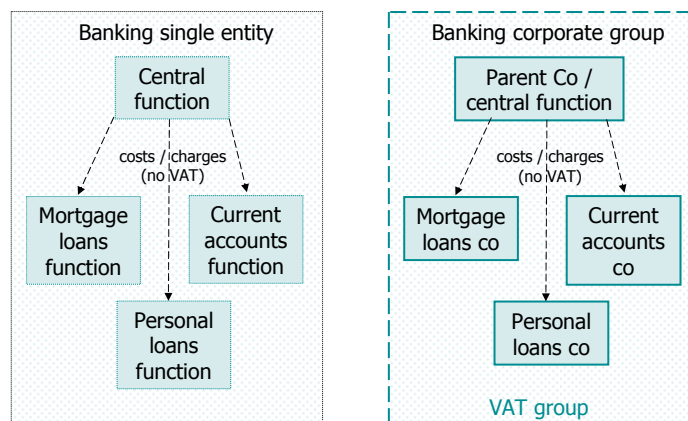 Banking single entity
Central
function
costs / charges
(no VAT)
Mortgage
loans
function
Current
accounts
function
Personal
loans
function
Banking corporate group
Parent Co /
central function
costs / charges
(no VAT)
Mortgage
loans co
Current
accounts
co
Personal
loans co
VAT group